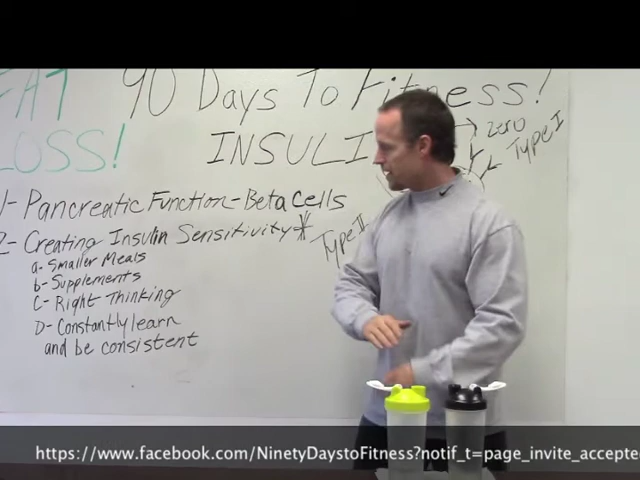 FAT
LOSS!
90 Days To Fitness!
INSULI
zero
Type I
1- Pancreatic Function-Beta Cells
2- Creating Insulin Sensitivity*
Type II
a- Smaller Meals
b- Supplements
C- Right Thinking
D- Constantly learn
and be consistent
https://www.facebook.com/NinetyDaystoFitness?notif_t=page_invite_accepted